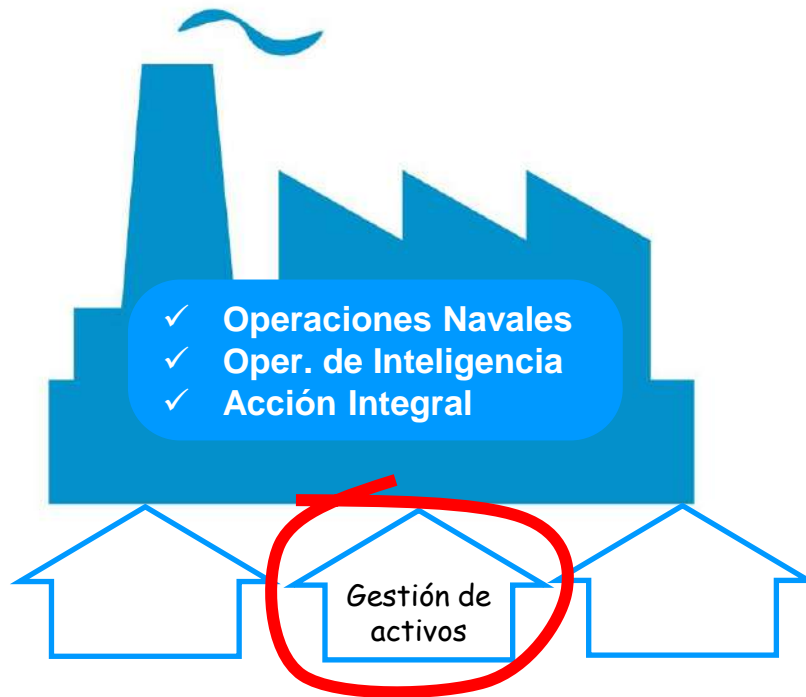 ✓ Operaciones Navales
✓ Oper. de Inteligencia
✓ Acción Integral
Gestión de
activos